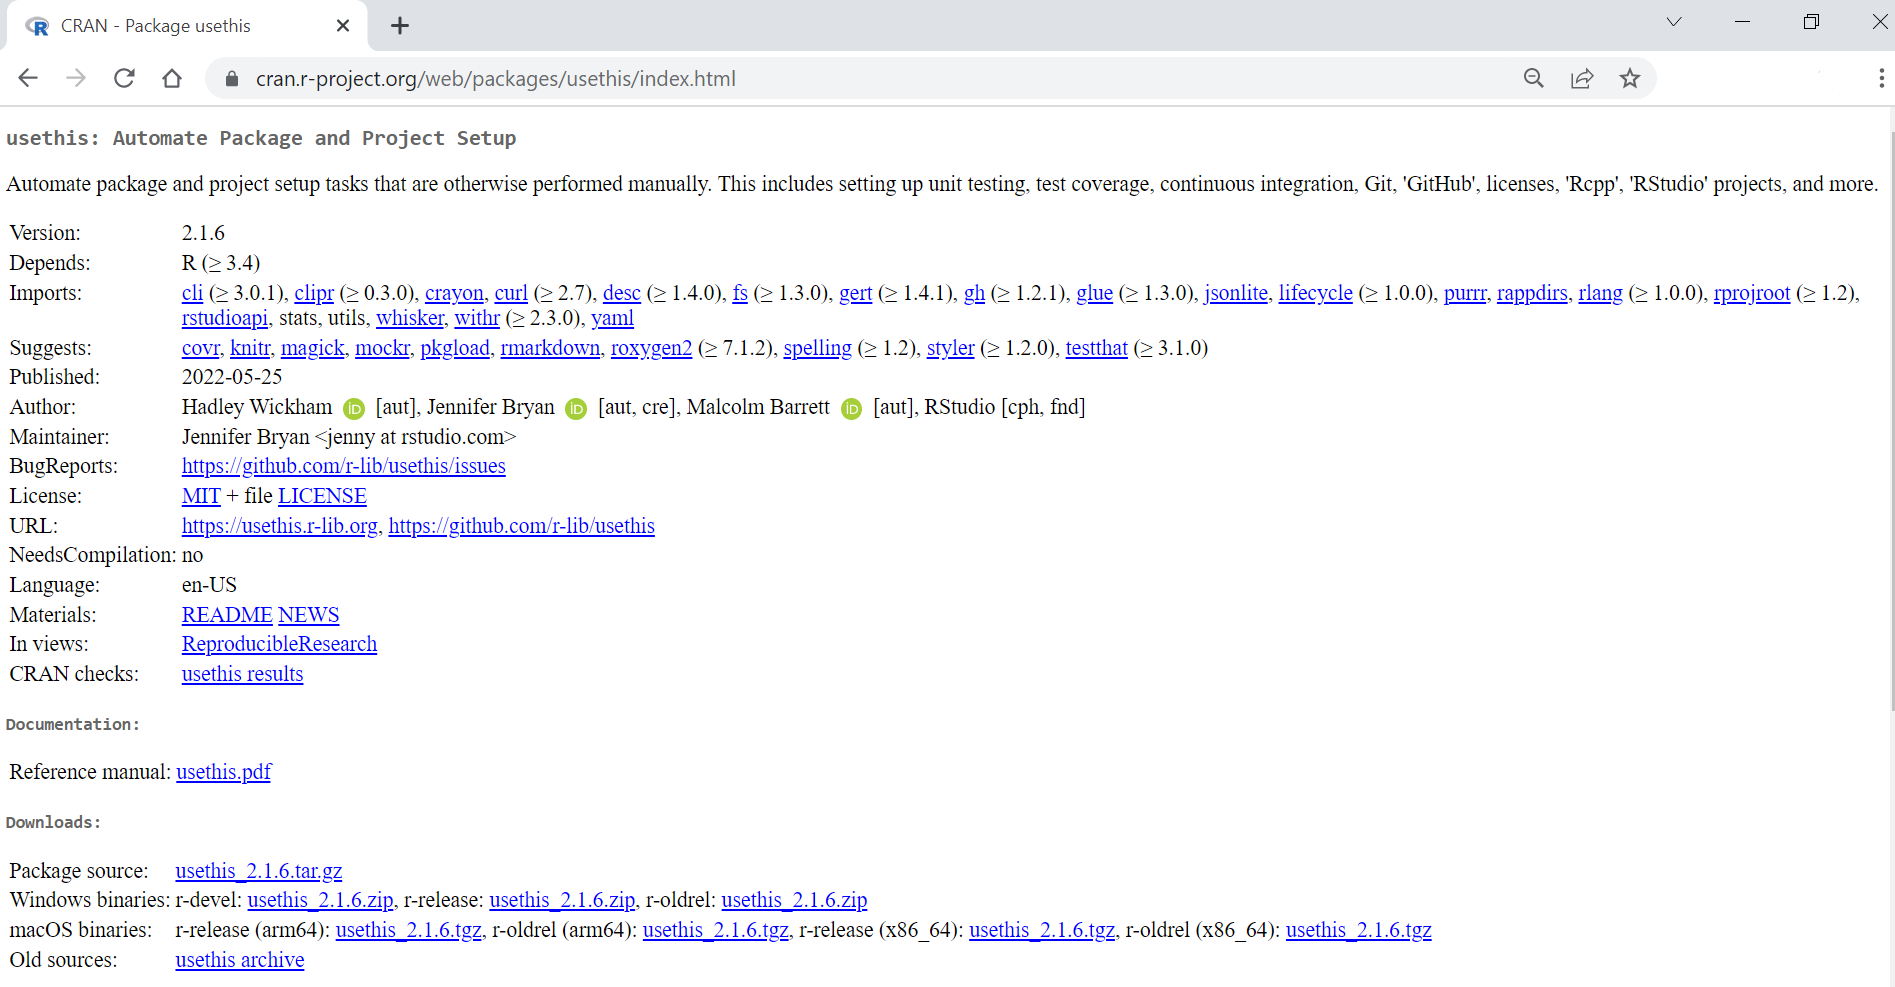 CRAN - Package usethis
cran.r-project.org/web/packages/usethis/index.html
usethis: Automate Package and Project Setup
Automate package and project setup tasks that are otherwise performed manually. This includes setting up unit testing, test coverage, continuous integration, Git, 'GitHub', licenses, 'Rcpp', 'RStudio' projects, and more.
Version: 2.1.6
Depends: R (≥ 3.4)
Imports: cli (≥ 3.0.1), clipr (≥ 0.3.0), crayon, curl (≥ 2.7), desc (≥ 1.4.0), fs (≥ 1.3.0), gert (≥ 1.4.1), gh (≥ 1.2.1), glue (≥ 1.3.0), jsonlite, lifecycle (≥ 1.0.0), purrr, rappdirs, rlang (≥ 1.0.0), rprojroot (≥ 1.2),
rstudioapi, stats, utils, whisker, withr (≥ 2.3.0), yaml
Suggests: covr, knitr, magick, mockr, pkgload, rmarkdown, roxygen2 (≥ 7.1.2), spelling (≥ 1.2), styler (≥ 1.2.0), testthat (≥ 3.1.0)
Published: 2022-05-25
Author: Hadley Wickham iD [aut], Jennifer Bryan iD [aut, cre], Malcolm Barrett iD [aut], RStudio [cph, fnd]
Maintainer: Jennifer Bryan <jenny at rstudio.com>
BugReports: https://github.com/r-lib/usethis/issues
License: MIT + file LICENSE
URL: https://usethis.r-lib.org, https://github.com/r-lib/usethis
NeedsCompilation: no
Language: en-US
Materials: README NEWS
In views: ReproducibleResearch
CRAN checks: usethis results
Documentation:
Reference manual: usethis.pdf
Downloads:
Package source: usethis_2.1.6.tar.gz
Windows binaries: r-devel: usethis_2.1.6.zip, r-release: usethis_2.1.6.zip, r-oldrel: usethis_2.1.6.zip
macOS binaries: r-release (arm64): usethis_2.1.6.tgz, r-oldrel (arm64): usethis_2.1.6.tgz, r-release (x86_64): usethis_2.1.6.tgz, r-oldrel (x86_64): usethis_2.1.6.tgz
Old sources: usethis archive